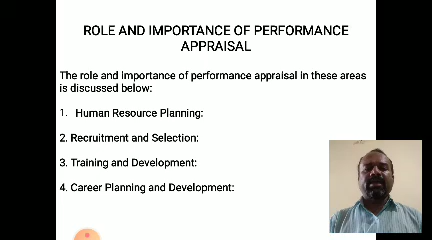 ROLE AND IMPORTANCE OF PERFORMANCE
APPRAISAL
The role and importance of performance appraisal in these areas
is discussed below:
1. Human Resource Planning:
2. Recruitment and Selection:
3. Training and Development:
4. Career Planning and Development: